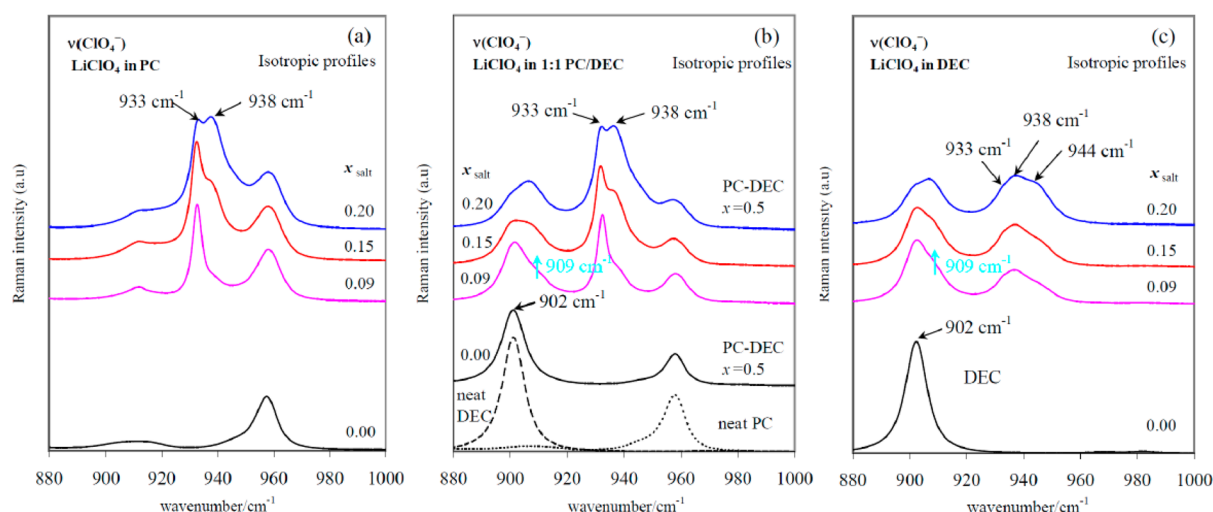 (a)
ν(ClO₄⁻)
LiClO₄ in PC
Isotropic profiles
933 cm⁻¹
938 cm⁻¹
x salt
0.20
0.15
0.09
0.00
Raman intensity (a.u)
880 900 920 940 960 980 1000
wavenumber/cm⁻¹
(b)
ν(ClO₄⁻)
LiClO₄ in 1:1 PC/DEC
Isotropic profiles
933 cm⁻¹
938 cm⁻¹
x salt
PC-DEC
x =0.5
0.20
0.15
909 cm⁻¹
0.09
902 cm⁻¹
0.00
PC-DEC
x =0.5
neat
DEC
neat PC
Raman intensity (a.u)
880 900 920 940 960 980 1000
wavenumber/cm⁻¹
(c)
ν(ClO₄⁻)
LiClO₄ in DEC
Isotropic profiles
938 cm⁻¹
933 cm⁻¹
944 cm⁻¹
x salt
0.20
0.15
909 cm⁻¹
0.09
902 cm⁻¹
DEC
0.00
Raman intensity (a.u)
880 900 920 940 960 980 1000
wavenumber/cm⁻¹